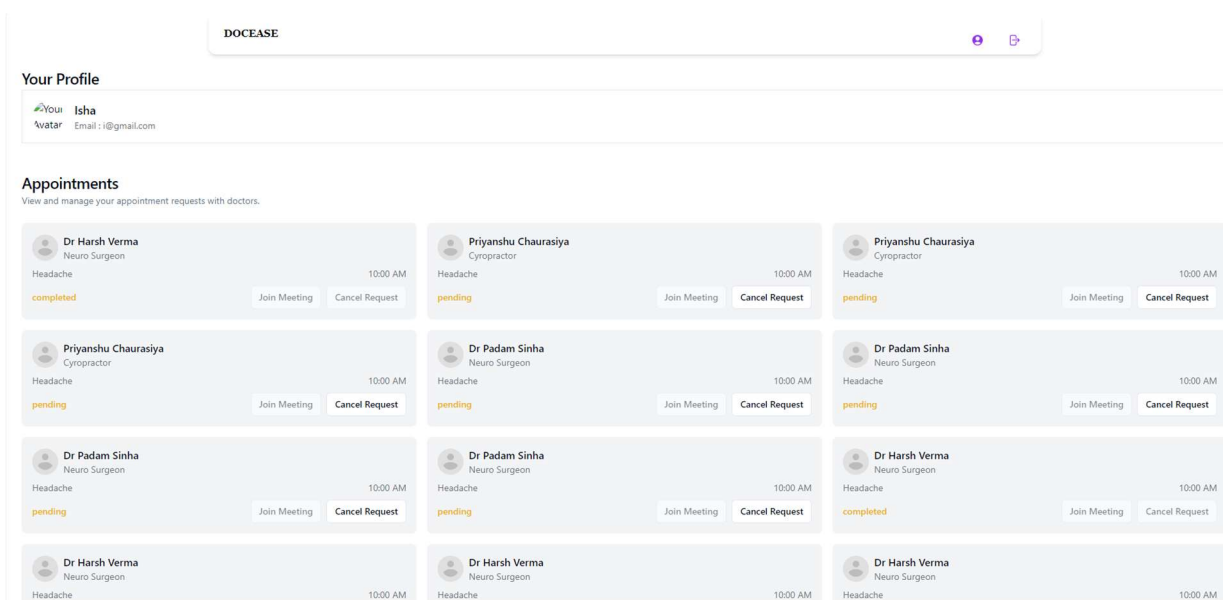 DOCEASE
Your Profile
Your Avatar
Isha
Email : i@gmail.com
Appointments
View and manage your appointment requests with doctors.
Dr Harsh Verma
Neuro Surgeon
Headache 10:00 AM
completed Join Meeting Cancel Request
Priyanshu Chaurasiya
Cyropractor
Headache 10:00 AM
pending Join Meeting Cancel Request
Priyanshu Chaurasiya
Cyropractor
Headache 10:00 AM
pending Join Meeting Cancel Request
Priyanshu Chaurasiya
Cyropractor
Headache 10:00 AM
pending Join Meeting Cancel Request
Dr Padam Sinha
Neuro Surgeon
Headache 10:00 AM
pending Join Meeting Cancel Request
Dr Padam Sinha
Neuro Surgeon
Headache 10:00 AM
pending Join Meeting Cancel Request
Dr Padam Sinha
Neuro Surgeon
Headache 10:00 AM
pending Join Meeting Cancel Request
Dr Padam Sinha
Neuro Surgeon
Headache 10:00 AM
pending Join Meeting Cancel Request
Dr Harsh Verma
Neuro Surgeon
Headache 10:00 AM
completed Join Meeting Cancel Request
Dr Harsh Verma
Neuro Surgeon
Headache 10:00 AM
Dr Harsh Verma
Neuro Surgeon
Headache 10:00 AM
Dr Harsh Verma
Neuro Surgeon
Headache 10:00 AM